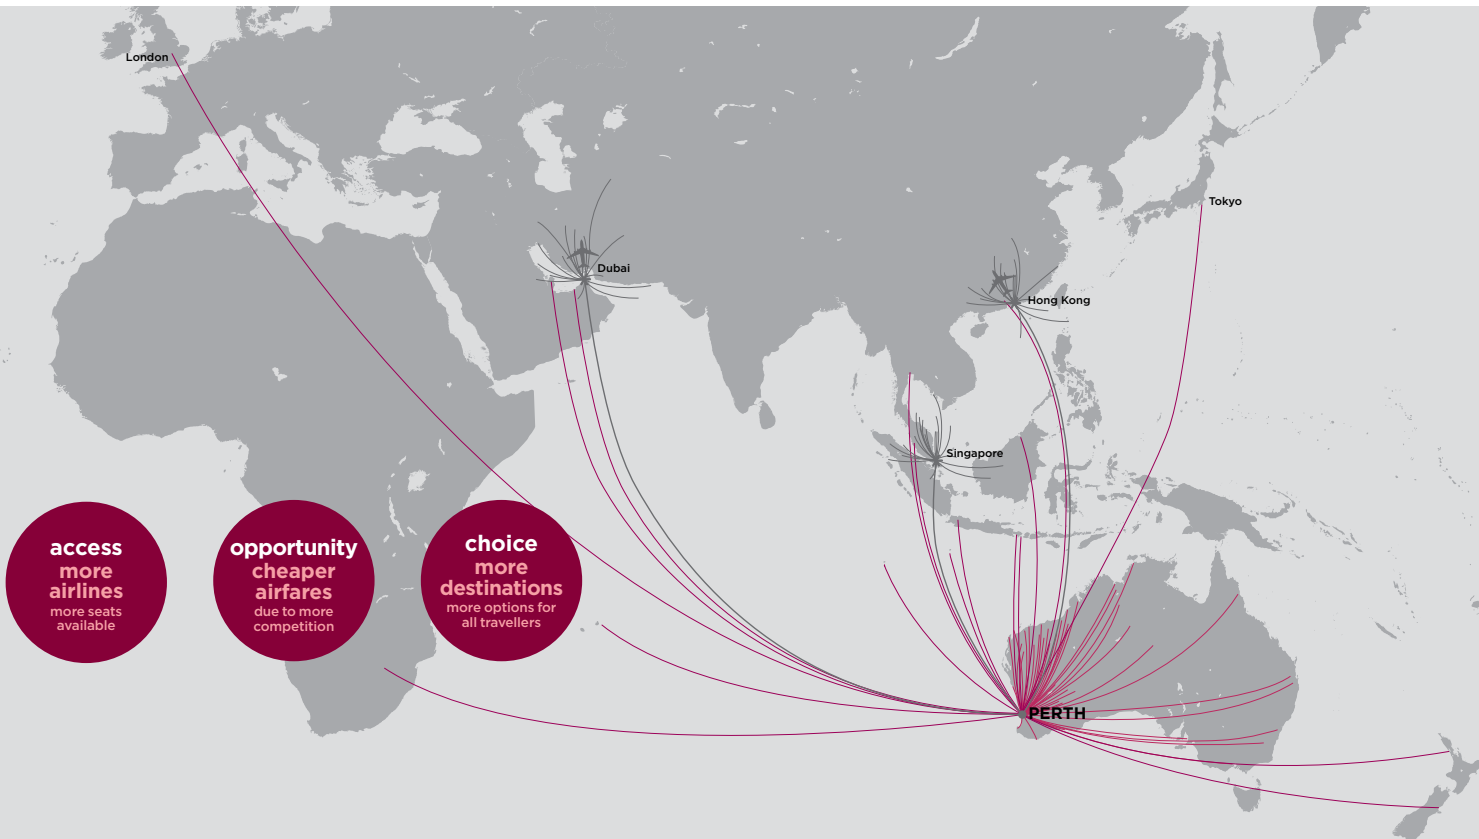 London
Tokyo
Dubai
Hong Kong
Singapore
access
more
airlines
more seats
available
opportunity
cheaper
airfares
due to more
competition
choice
more
destinations
more options for
all travellers
PERTH